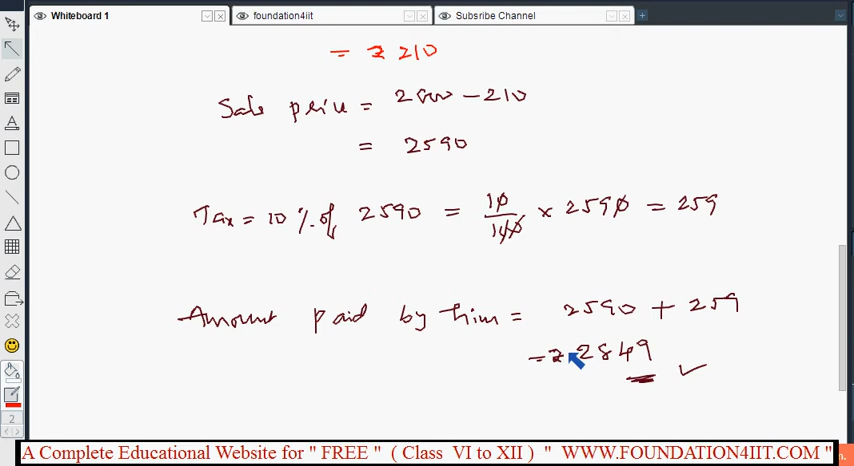 Whiteboard 1 foundation4iit Subsribe Channel
= ₹ 210
Sale price = 2800 - 210
= 2590
Tax = 10 % of 2590 = 10/100 × 2590 = 259
Amount paid by him = 2590 + 259
= ₹ 2849
2
A Complete Educational Website for " FREE " ( Class VI to XII ) " WWW.FOUNDATION4IIT.COM "